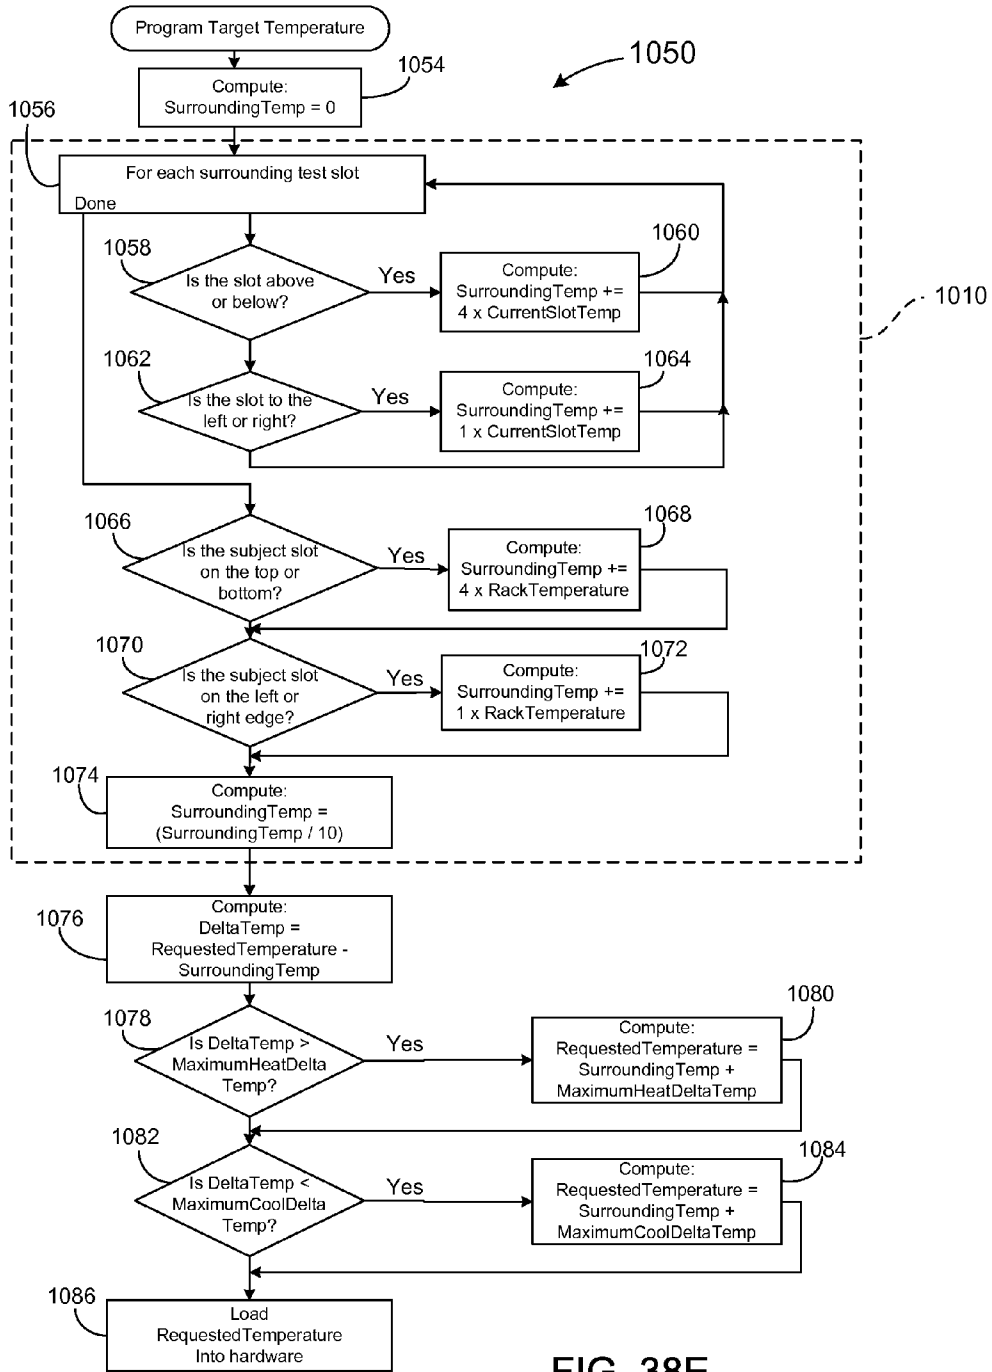 Program Target Temperature
1050
1054
Compute:
SurroundingTemp = 0
1056
For each surrounding test slot
Done
1058
Is the slot above
or below?
Yes
1060
Compute:
SurroundingTemp +=
4 x CurrentSlotTemp
1010
1062
Is the slot to the
left or right?
Yes
1064
Compute:
SurroundingTemp +=
1 x CurrentSlotTemp
1066
Is the subject slot
on the top or
bottom?
Yes
1068
Compute:
SurroundingTemp +=
4 x RackTemperature
1070
Is the subject slot
on the left or
right edge?
Yes
1072
Compute:
SurroundingTemp +=
1 x RackTemperature
1074
Compute:
SurroundingTemp =
(SurroundingTemp / 10)
1076
Compute:
DeltaTemp =
RequestedTemperature -
SurroundingTemp
1078
Is DeltaTemp >
MaximumHeatDelta
Temp?
Yes
1080
Compute:
RequestedTemperature =
SurroundingTemp +
MaximumHeatDeltaTemp
1082
Is DeltaTemp <
MaximumCoolDelta
Temp?
Yes
1084
Compute:
RequestedTemperature =
SurroundingTemp +
MaximumCoolDeltaTemp
1086
Load
RequestedTemperature
Into hardware
FIG. 38E